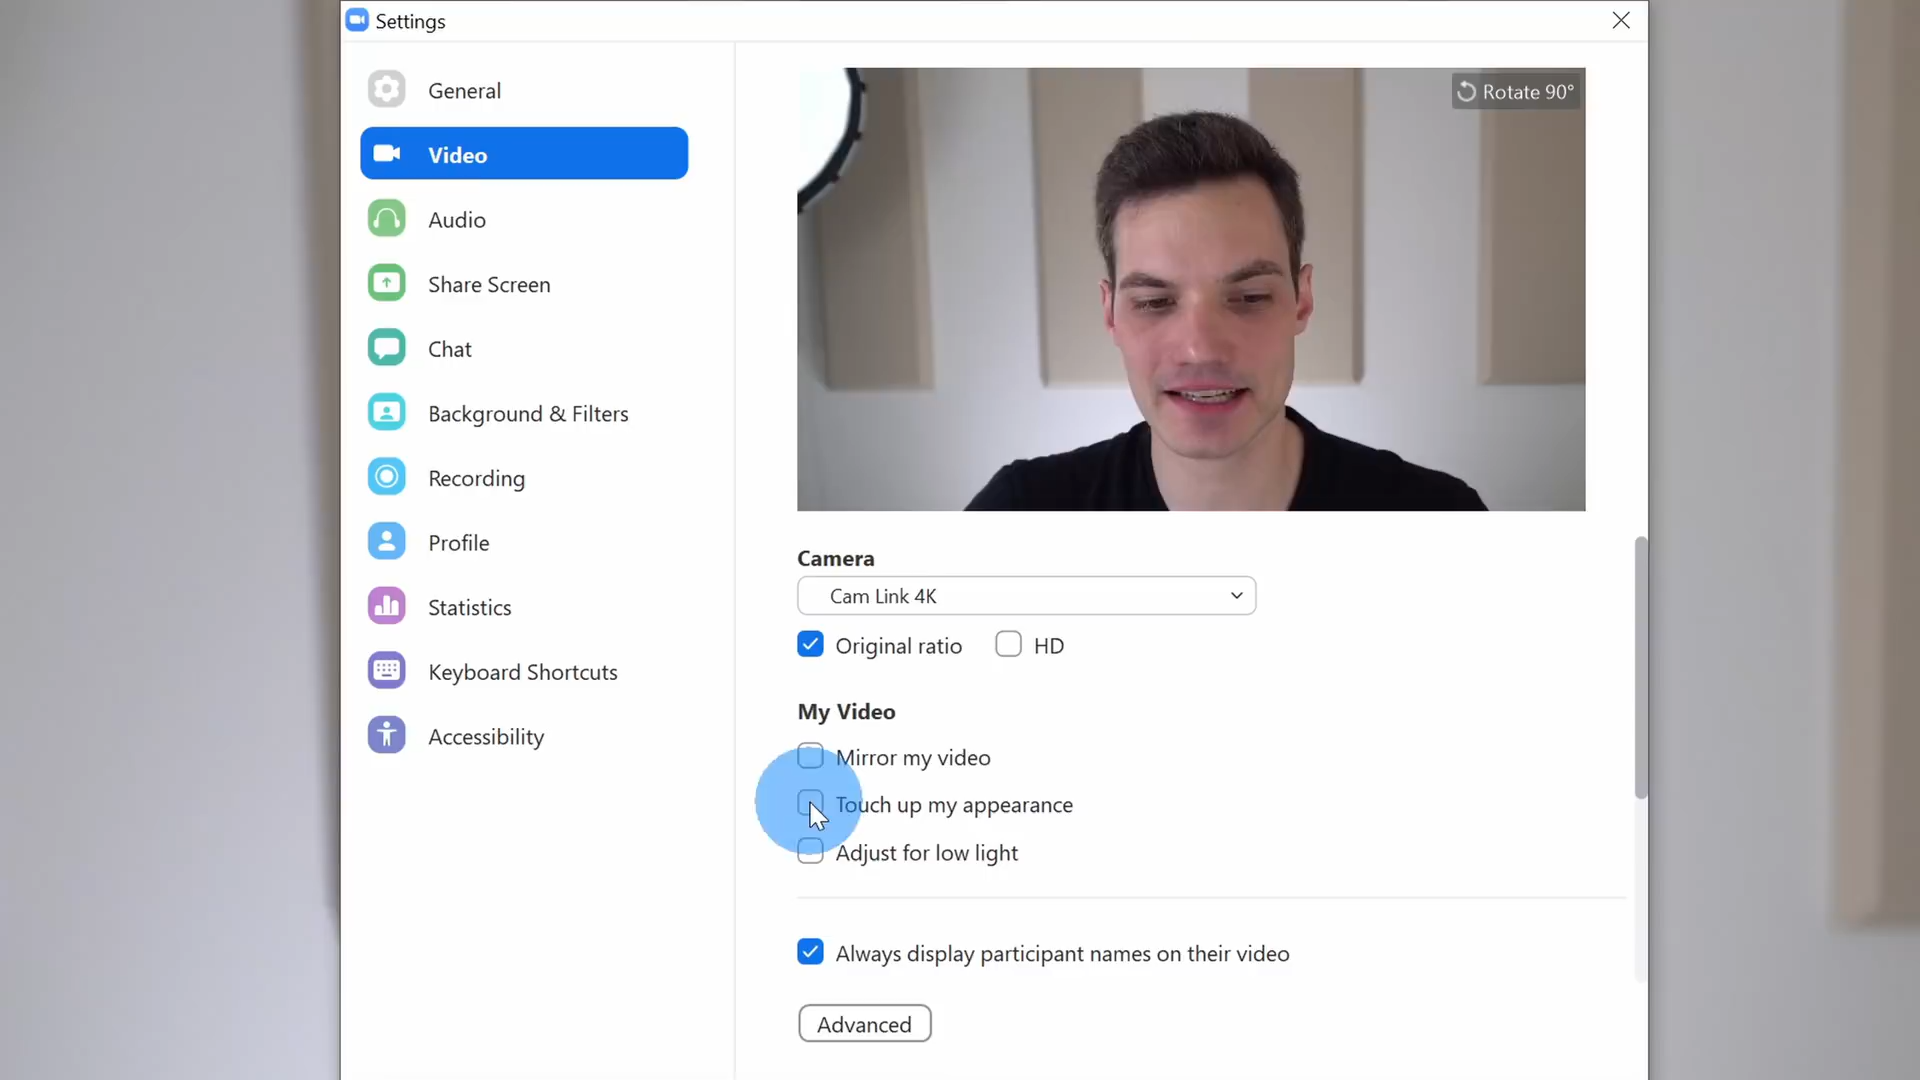 Settings
General
Video
Audio
Share Screen
Chat
Background & Filters
Recording
Profile
Statistics
Keyboard Shortcuts
Accessibility
Rotate 90°
Camera
Cam Link 4K
Original ratio HD
My Video
Mirror my video
Touch up my appearance
Adjust for low light
Always display participant names on their video
Advanced